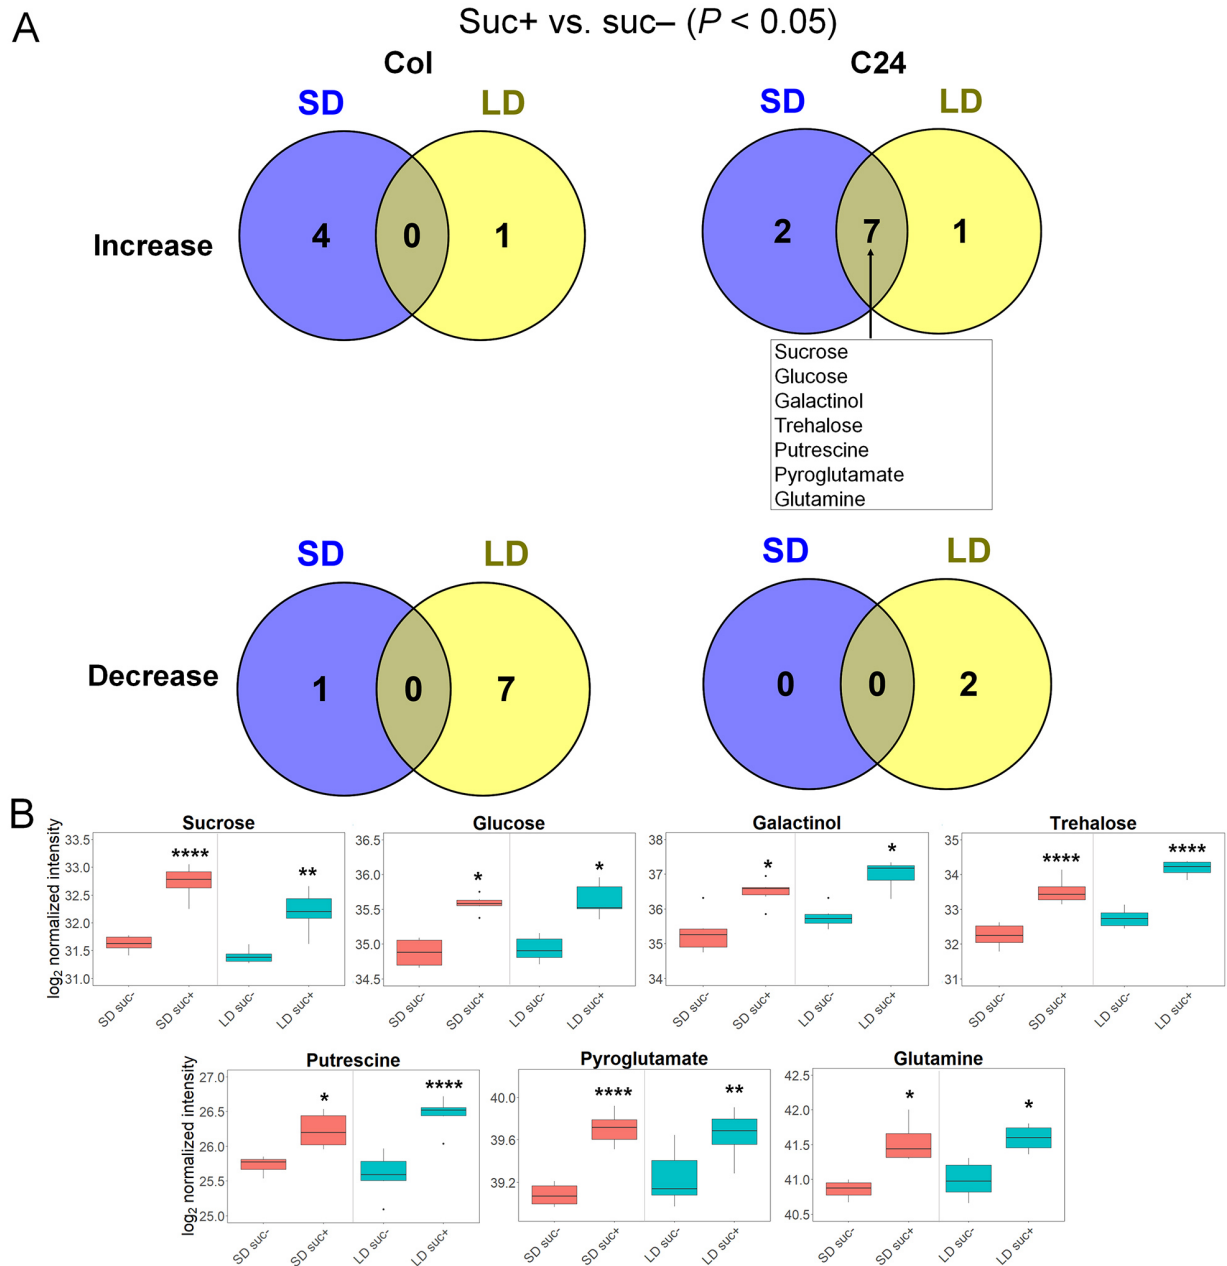 A
Suc+ vs. suc– (P < 0.05)
Col
C24
SD
LD
SD
LD
Increase
4
0
1
2
7
1
Sucrose
Glucose
Galactinol
Trehalose
Putrescine
Pyroglutamate
Glutamine
SD
LD
SD
LD
Decrease
1
0
7
0
0
2
B
log2 normalized intensity
Sucrose
33.5
33.0
32.5
32.0
31.5
31.0
****
**
SD suc-
SD suc+
LD suc-
LD suc+
Glucose
36.5
36.0
35.5
35.0
34.5
*
*
SD suc-
SD suc+
LD suc-
LD suc+
Galactinol
38
37
36
35
34
*
*
SD suc-
SD suc+
LD suc-
LD suc+
Trehalose
35
34
33
32
31
****
****
SD suc-
SD suc+
LD suc-
LD suc+
log2 normalized intensity
Putrescine
27.0
26.5
26.0
25.5
25.0
*
****
SD suc-
SD suc+
LD suc-
LD suc+
Pyroglutamate
40.0
39.6
39.2
****
**
SD suc-
SD suc+
LD suc-
LD suc+
Glutamine
42.5
42.0
41.5
41.0
40.5
*
*
SD suc-
SD suc+
LD suc-
LD suc+